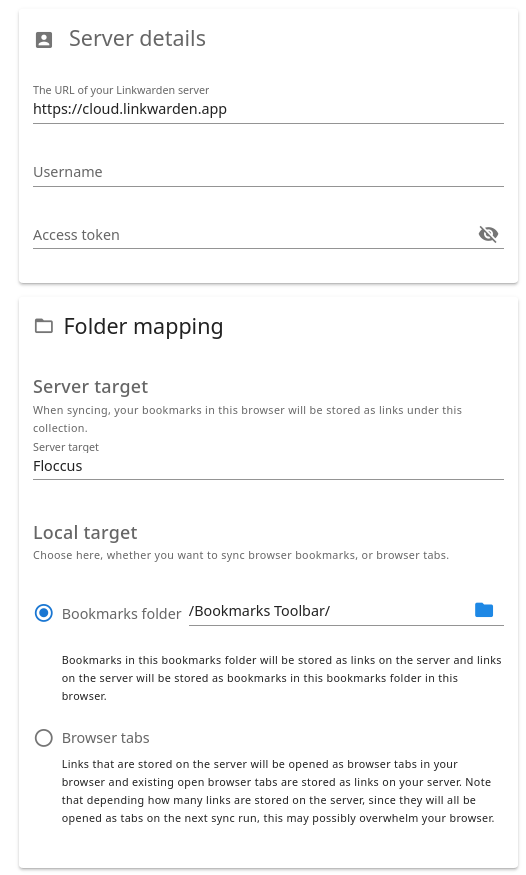 Server details
The URL of your Linkwarden server
https://cloud.linkwarden.app
Username
Access token
Folder mapping
Server target
When syncing, your bookmarks in this browser will be stored as links under this
collection.
Server target
Floccus
Local target
Choose here, whether you want to sync browser bookmarks, or browser tabs.
Bookmarks folder /Bookmarks Toolbar/
Bookmarks in this bookmarks folder will be stored as links on the server and links
on the server will be stored as bookmarks in this bookmarks folder in this
browser.
Browser tabs
Links that are stored on the server will be opened as browser tabs in your
browser and existing open browser tabs are stored as links on your server. Note
that depending how many links are stored on the server, since they will all be
opened as tabs on the next sync run, this may possibly overwhelm your browser.